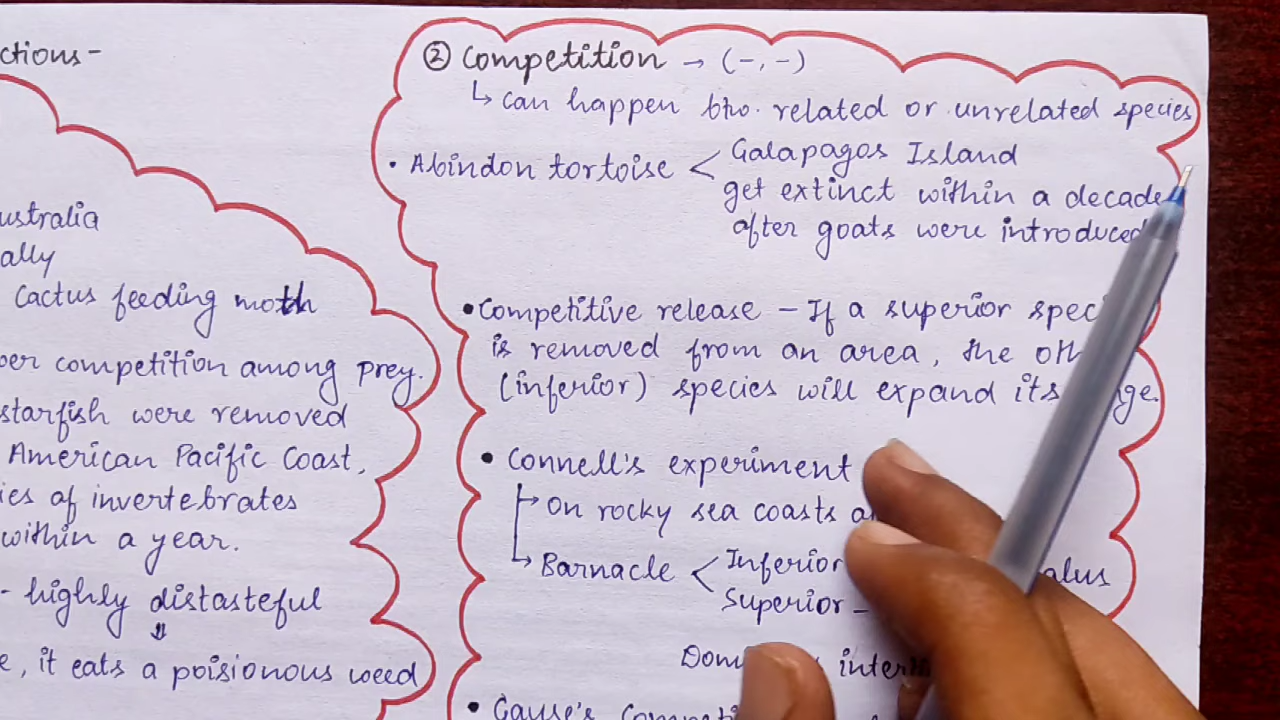 ctions-
ustralia
ally
Cactus feeding moth
per competition among prey.
starfish were removed
American Pacific Coast,
ies of invertebrates
within a year.
- highly distasteful
e, it eats a poisionous weed
② Competition → (-, -)
↳ can happen btw. related or unrelated species
• Abindon tortoise < Galapagos Island
get extinct within a decade
after goats were introduced
• Competitive release - If a superior spec
is removed from an area, the oth
(inferior) species will expand its
• Connell's experiment
→ On rocky sea coasts
↳ Barnacle < Inferior alus
Superior -
inter
• Gause's Competi